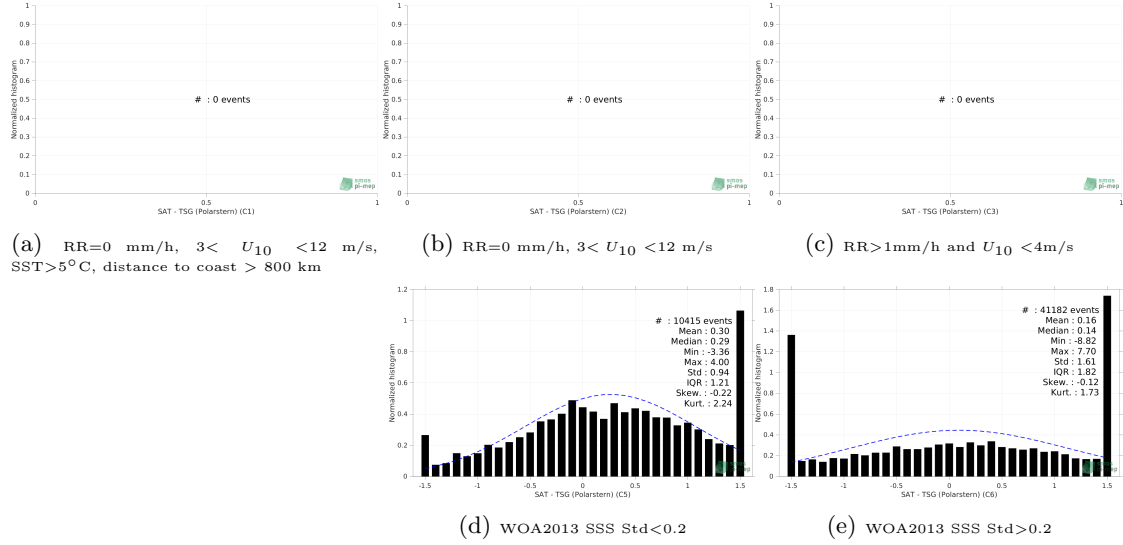 1
0.9
0.8
0.7
0.6
0.5
0.4
0.3
0.2
0.1
0
Normalized histogram
# : 0 events
smos
pi-mep
0 0.5 1
SAT - TSG (Polarstern) (C1)
(a) RR=0 mm/h, 3< U10 <12 m/s,
SST>5°C, distance to coast > 800 km
1
0.9
0.8
0.7
0.6
0.5
0.4
0.3
0.2
0.1
0
Normalized histogram
# : 0 events
smos
pi-mep
0 0.5 1
SAT - TSG (Polarstern) (C2)
(b) RR=0 mm/h, 3< U10 <12 m/s
1
0.9
0.8
0.7
0.6
0.5
0.4
0.3
0.2
0.1
0
Normalized histogram
# : 0 events
smos
pi-mep
0 0.5 1
SAT - TSG (Polarstern) (C3)
(c) RR>1mm/h and U10 <4m/s
1.2
1
0.8
0.6
0.4
0.2
0
Normalized histogram
# : 10415 events
Mean : 0.30
Median : 0.29
Min : -3.36
Max : 4.00
Std : 0.94
IQR : 1.21
Skew. : -0.22
Kurt. : 2.24
-1.5 -1 -0.5 0 0.5 1 1.5
SAT - TSG (Polarstern) (C5)
(d) WOA2013 SSS Std<0.2
1.8
1.6
1.4
1.2
1
0.8
0.6
0.4
0.2
0
Normalized histogram
# : 41182 events
Mean : 0.16
Median : 0.14
Min : -8.82
Max : 7.70
Std : 1.61
IQR : 1.82
Skew. : -0.12
Kurt. : 1.73
-1.5 -1 -0.5 0 0.5 1 1.5
SAT - TSG (Polarstern) (C6)
(e) WOA2013 SSS Std>0.2